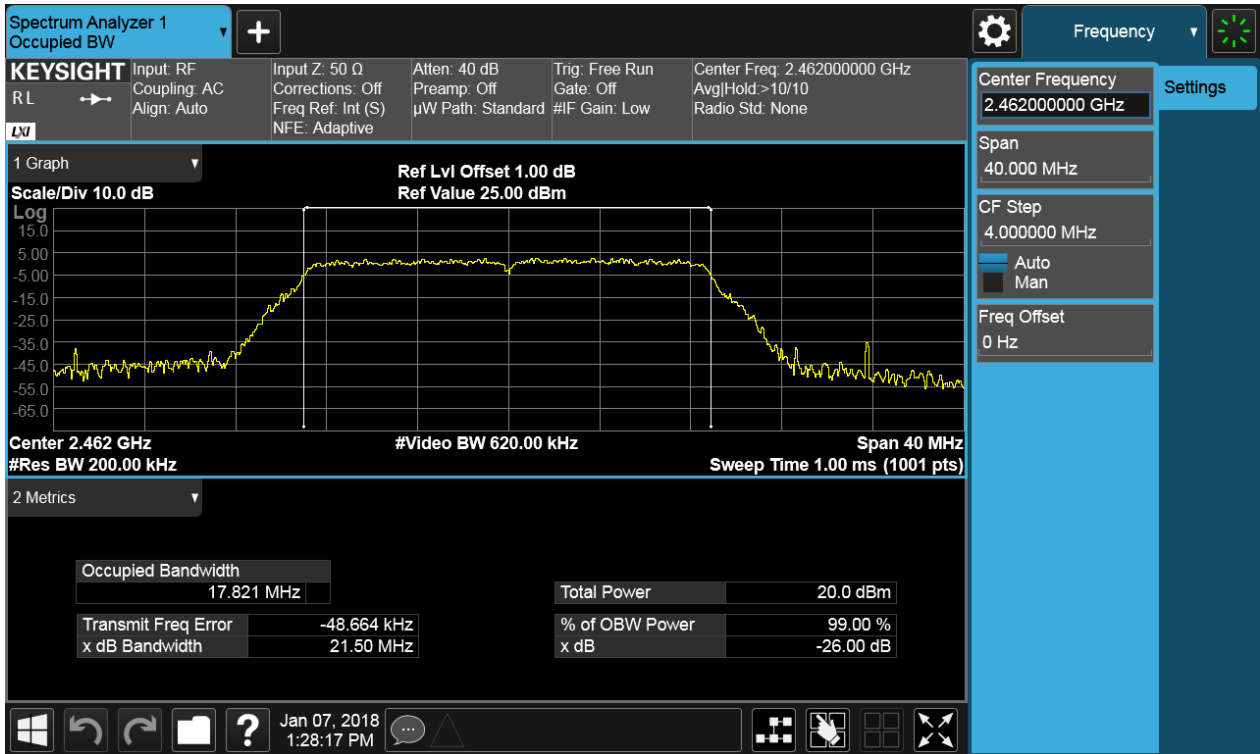 Spectrum Analyzer 1
Occupied BW
+
Frequency
KEYSIGHT
R L
LXI
Input: RF
Coupling: AC
Align: Auto
Input Z: 50 Ω
Corrections: Off
Freq Ref: Int (S)
NFE: Adaptive
Atten: 40 dB
Preamp: Off
µW Path: Standard
Trig: Free Run
Gate: Off
#IF Gain: Low
Center Freq: 2.462000000 GHz
Avg|Hold:>10/10
Radio Std: None
Center Frequency
2.462000000 GHz
Settings
Span
40.000 MHz
CF Step
4.000000 MHz
Auto
Man
Freq Offset
0 Hz
1 Graph
Scale/Div 10.0 dB
Ref Lvl Offset 1.00 dB
Ref Value 25.00 dBm
Log
15.0
5.00
-5.00
-15.0
-25.0
-35.0
-45.0
-55.0
-65.0
Center 2.462 GHz
#Video BW 620.00 kHz
Span 40 MHz
#Res BW 200.00 kHz
Sweep Time 1.00 ms (1001 pts)
2 Metrics
Occupied Bandwidth
17.821 MHz
Total Power 20.0 dBm
Transmit Freq Error -48.664 kHz
% of OBW Power 99.00 %
x dB Bandwidth 21.50 MHz
x dB -26.00 dB
?
Jan 07, 2018
1:28:17 PM